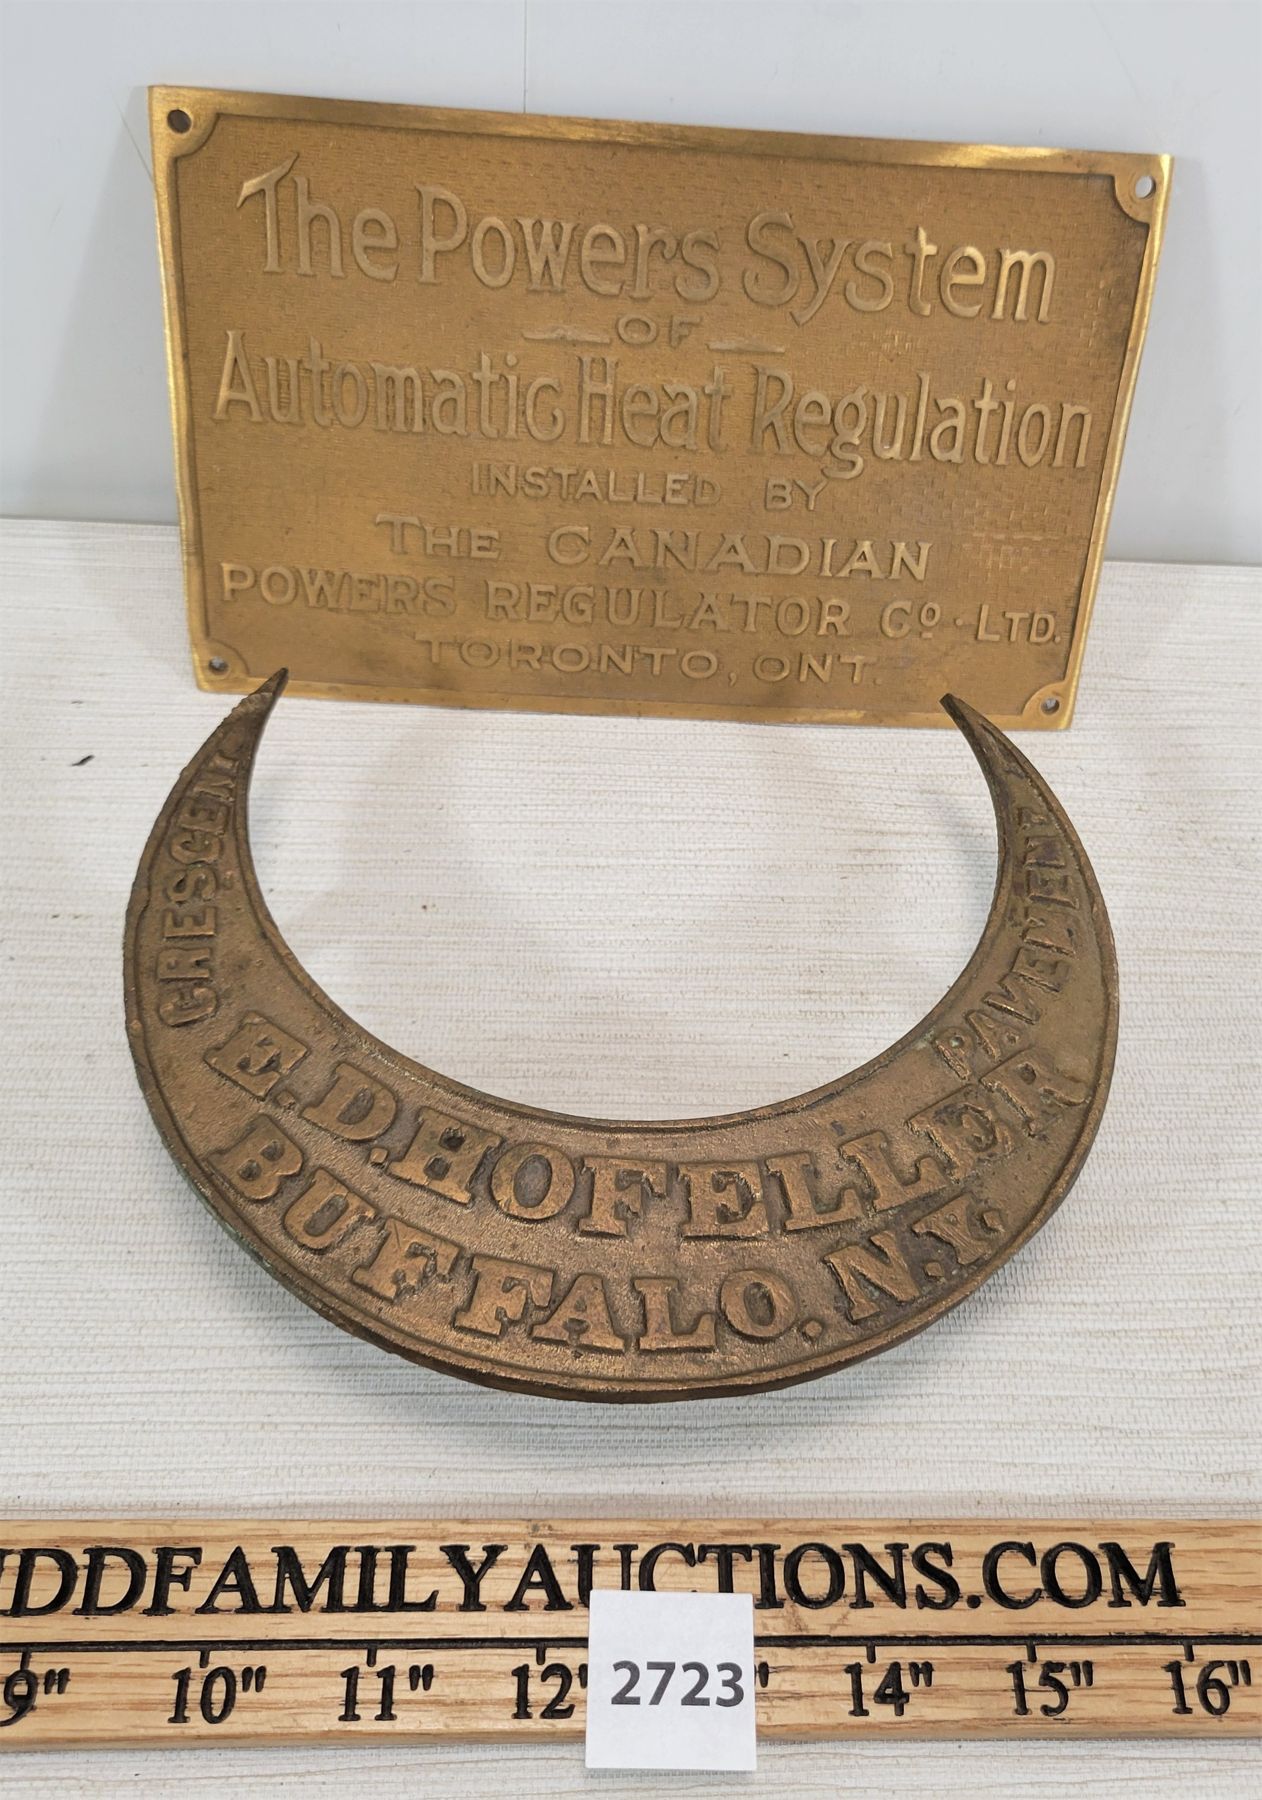 The Powers System
OF
Automatic Heat Regulation
INSTALLED BY
THE CANADIAN
POWERS REGULATOR Co. LTD.
TORONTO, ONT.
CRESCENT PAVEMENT
E.D.HOFELLER
BUFFALO.N.Y.
DDFAMILYAUCTIONS.COM
9" 10" 11" 12" 14" 15" 16"
2723